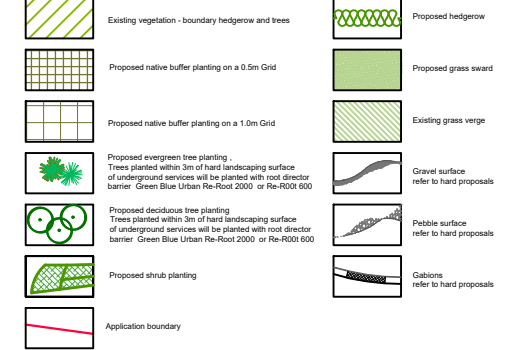 Existing vegetation - boundary hedgerow and trees
Proposed native buffer planting on a 0.5m Grid
Proposed native buffer planting on a 1.0m Grid
Proposed evergreen tree planting ,
Trees planted within 3m of hard landscaping surface
of underground services will be planted with root director
barrier Green Blue Urban Re-Root 2000 or Re-R00t 600
Proposed deciduous tree planting
Trees planted within 3m of hard landscaping surface
of underground services will be planted with root director
barrier Green Blue Urban Re-Root 2000 or Re-R00t 600
Proposed shrub planting
Application boundary
Proposed hedgerow
Proposed grass sward
Existing grass verge
Gravel surface
refer to hard proposals
Pebble surface
refer to hard proposals
Gabions
refer to hard proposals